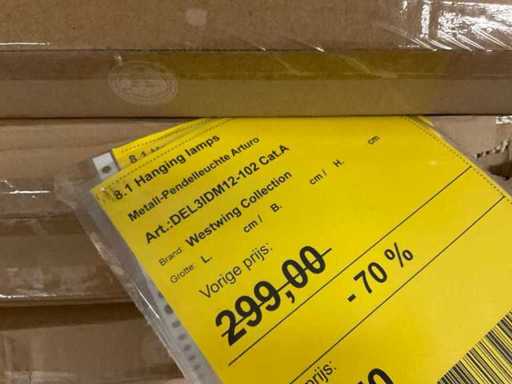 8.1 Hanging lamps
Metall-Pendelleuchte Arturo
Art.:DEL3IDM12-102 Cat.A
Brand: Westwing Collection
Grotte: L. cm / B. cm / H. cm
Vorige prijs:
299,00
- 70 %
prijs: